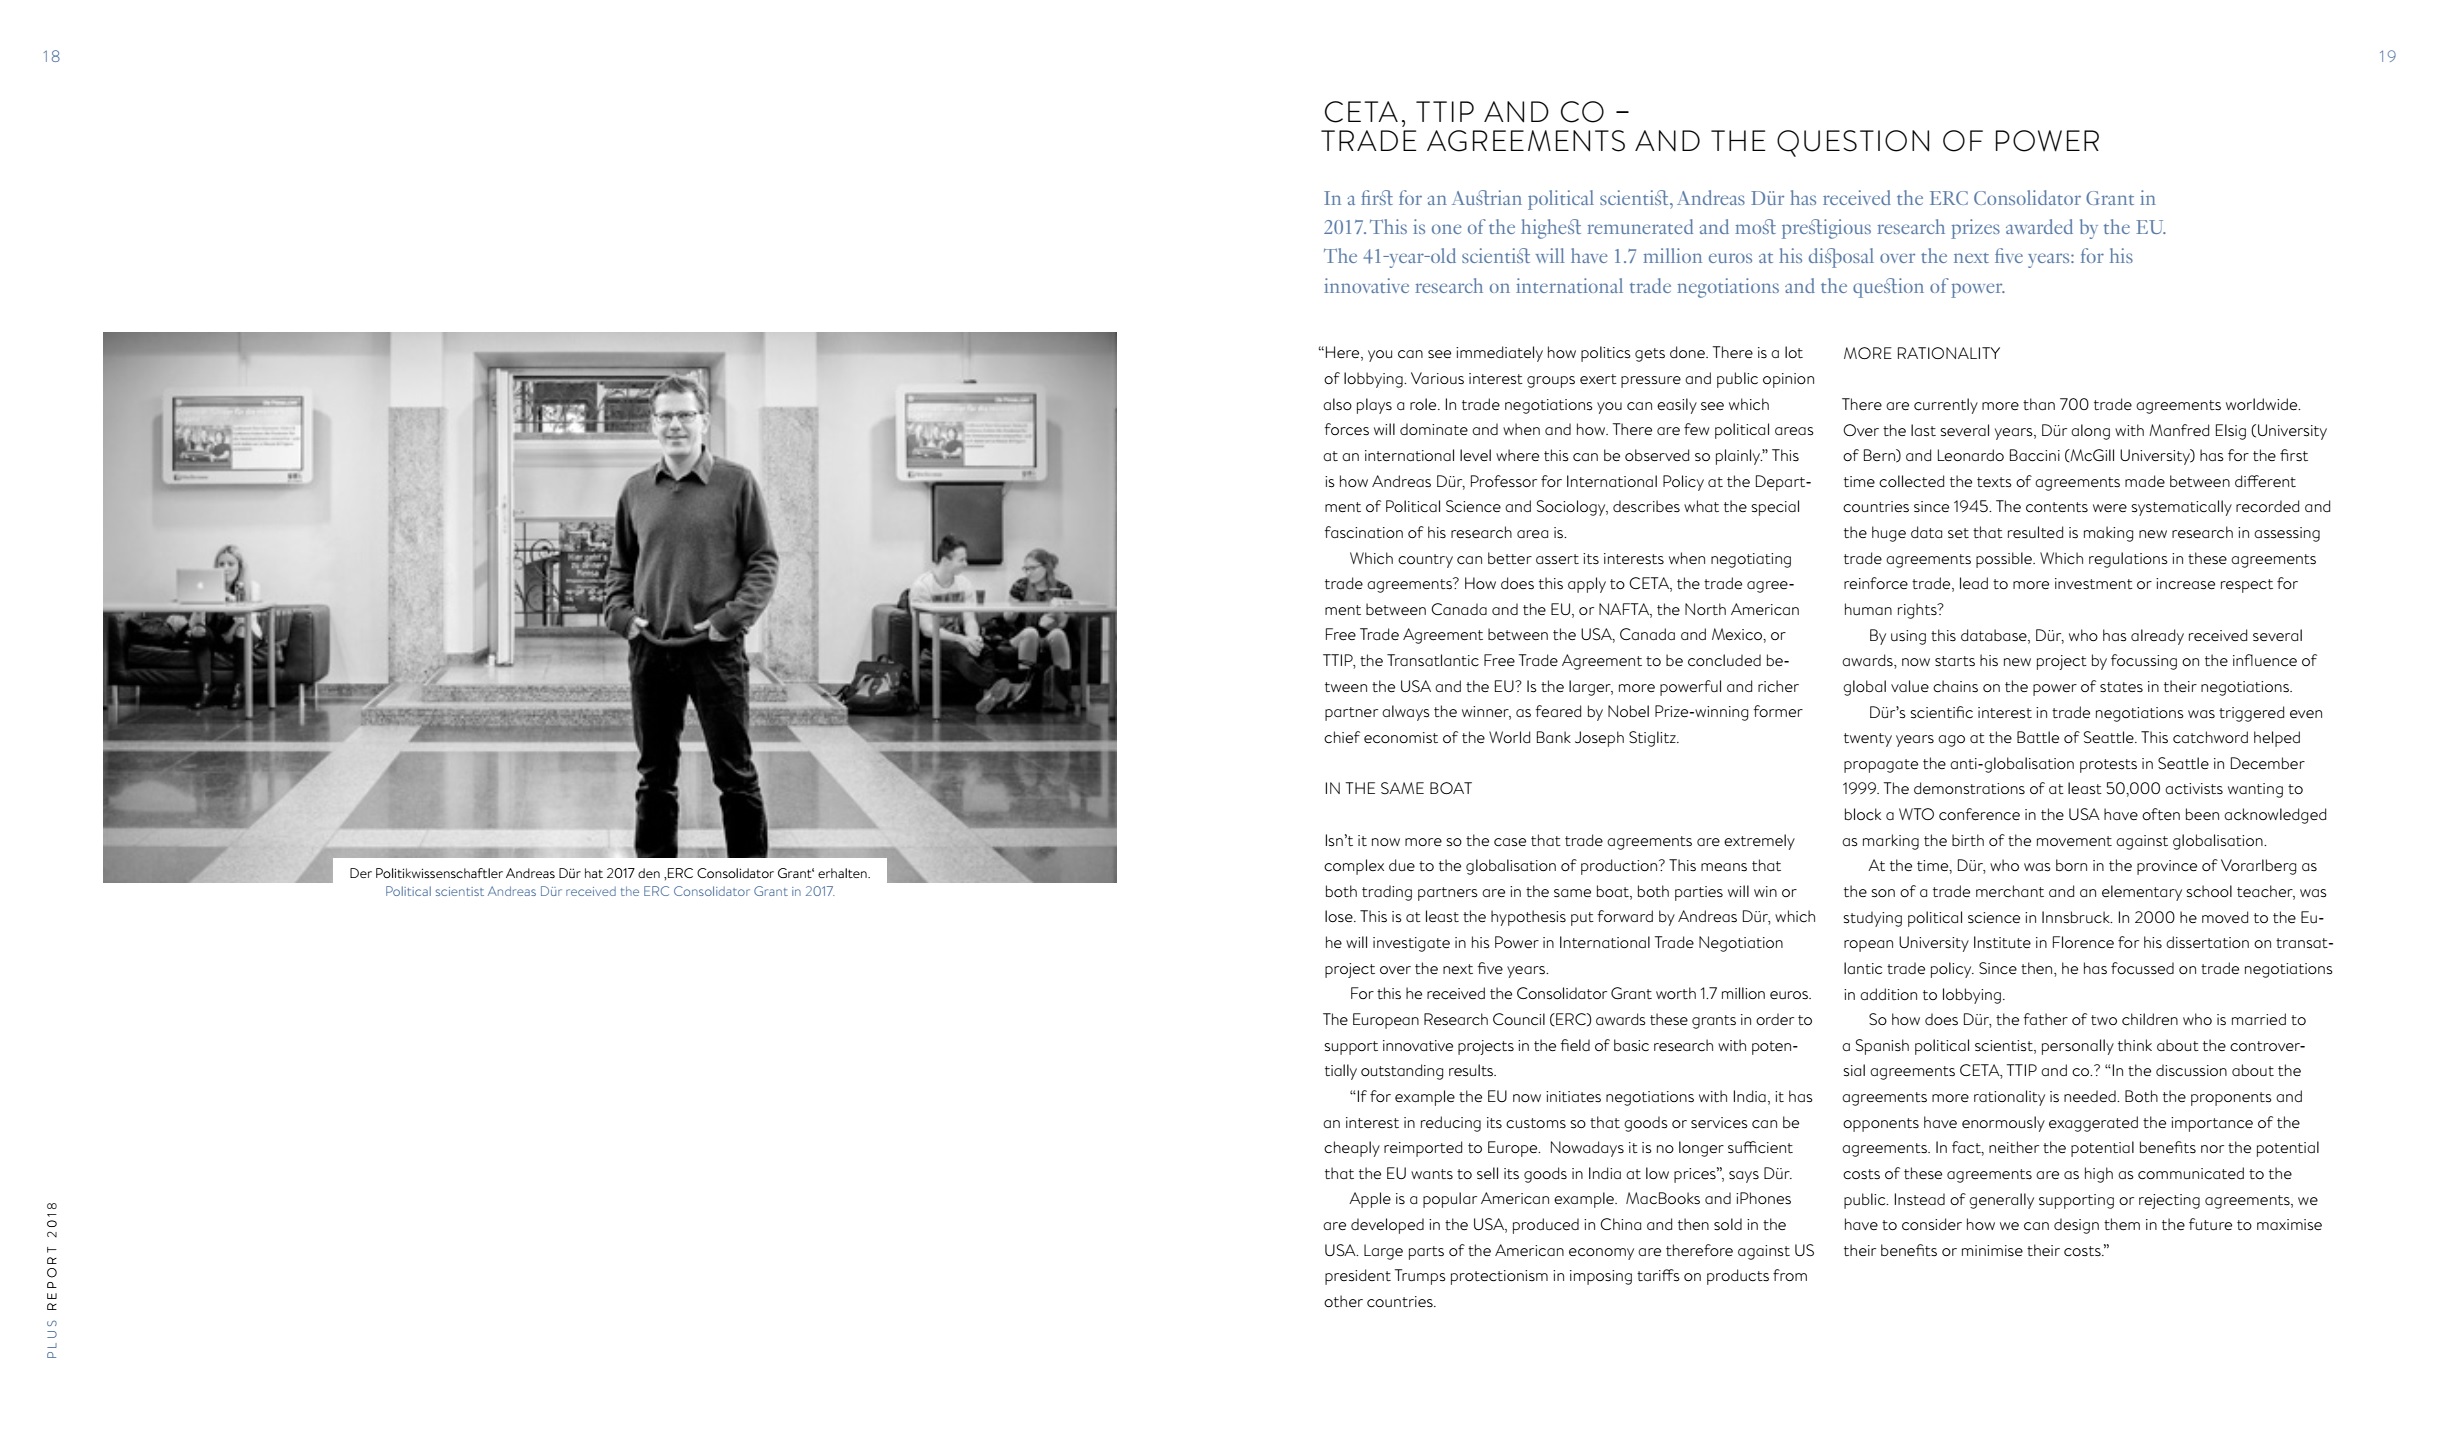 18
Der Politikwissenschaftler Andreas Dür hat 2017 den ‚ERC Consolidator Grant‘ erhalten.
Political scientist Andreas Dür received the ERC Consolidator Grant in 2017.
PLUS REPORT 2018
19
CETA, TTIP AND CO –
TRADE AGREEMENTS AND THE QUESTION OF POWER
In a first for an Austrian political scientist, Andreas Dür has received the ERC Consolidator Grant in
2017. This is one of the highest remunerated and most prestigious research prizes awarded by the EU.
The 41-year-old scientist will have 1.7 million euros at his disposal over the next five years: for his
innovative research on international trade negotiations and the question of power.
“Here, you can see immediately how politics gets done. There is a lot
of lobbying. Various interest groups exert pressure and public opinion
also plays a role. In trade negotiations you can easily see which
forces will dominate and when and how. There are few political areas
at an international level where this can be observed so plainly.” This
is how Andreas Dür, Professor for International Policy at the Depart-
ment of Political Science and Sociology, describes what the special
fascination of his research area is.
Which country can better assert its interests when negotiating
trade agreements? How does this apply to CETA, the trade agree-
ment between Canada and the EU, or NAFTA, the North American
Free Trade Agreement between the USA, Canada and Mexico, or
TTIP, the Transatlantic Free Trade Agreement to be concluded be-
tween the USA and the EU? Is the larger, more powerful and richer
partner always the winner, as feared by Nobel Prize-winning former
chief economist of the World Bank Joseph Stiglitz.
IN THE SAME BOAT
Isn’t it now more so the case that trade agreements are extremely
complex due to the globalisation of production? This means that
both trading partners are in the same boat, both parties will win or
lose. This is at least the hypothesis put forward by Andreas Dür, which
he will investigate in his Power in International Trade Negotiation
project over the next five years.
For this he received the Consolidator Grant worth 1.7 million euros.
The European Research Council (ERC) awards these grants in order to
support innovative projects in the field of basic research with poten-
tially outstanding results.
“If for example the EU now initiates negotiations with India, it has
an interest in reducing its customs so that goods or services can be
cheaply reimported to Europe. Nowadays it is no longer sufficient
that the EU wants to sell its goods in India at low prices”, says Dür.
Apple is a popular American example. MacBooks and iPhones
are developed in the USA, produced in China and then sold in the
USA. Large parts of the American economy are therefore against US
president Trumps protectionism in imposing tariffs on products from
other countries.
MORE RATIONALITY
There are currently more than 700 trade agreements worldwide.
Over the last several years, Dür along with Manfred Elsig (University
of Bern) and Leonardo Baccini (McGill University) has for the first
time collected the texts of agreements made between different
countries since 1945. The contents were systematically recorded and
the huge data set that resulted is making new research in assessing
trade agreements possible. Which regulations in these agreements
reinforce trade, lead to more investment or increase respect for
human rights?
By using this database, Dür, who has already received several
awards, now starts his new project by focussing on the influence of
global value chains on the power of states in their negotiations.
Dür’s scientific interest in trade negotiations was triggered even
twenty years ago at the Battle of Seattle. This catchword helped
propagate the anti-globalisation protests in Seattle in December
1999. The demonstrations of at least 50,000 activists wanting to
block a WTO conference in the USA have often been acknowledged
as marking the birth of the movement against globalisation.
At the time, Dür, who was born in the province of Vorarlberg as
the son of a trade merchant and an elementary school teacher, was
studying political science in Innsbruck. In 2000 he moved to the Eu-
ropean University Institute in Florence for his dissertation on transat-
lantic trade policy. Since then, he has focussed on trade negotiations
in addition to lobbying.
So how does Dür, the father of two children who is married to
a Spanish political scientist, personally think about the controver-
sial agreements CETA, TTIP and co.? “In the discussion about the
agreements more rationality is needed. Both the proponents and
opponents have enormously exaggerated the importance of the
agreements. In fact, neither the potential benefits nor the potential
costs of these agreements are as high as communicated to the
public. Instead of generally supporting or rejecting agreements, we
have to consider how we can design them in the future to maximise
their benefits or minimise their costs.”